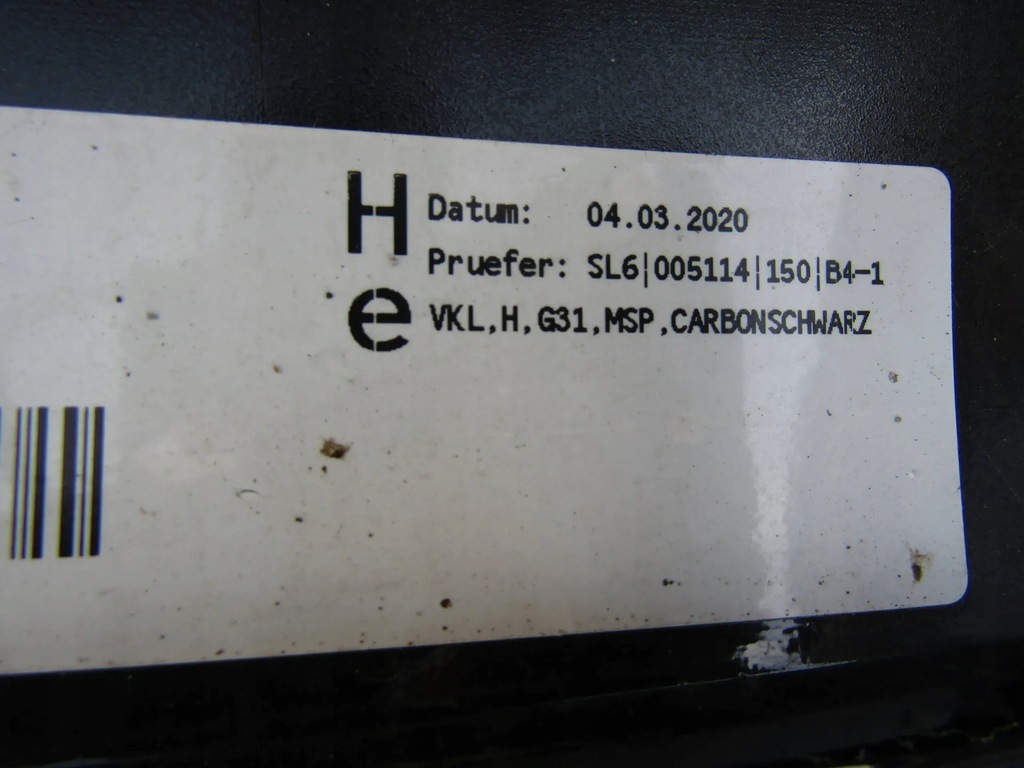 H
Datum: 04.03.2020
Pruefer: SL6|005114|150|B4-1
e
VKL,H,G31,MSP,CARBONSCHWARZ